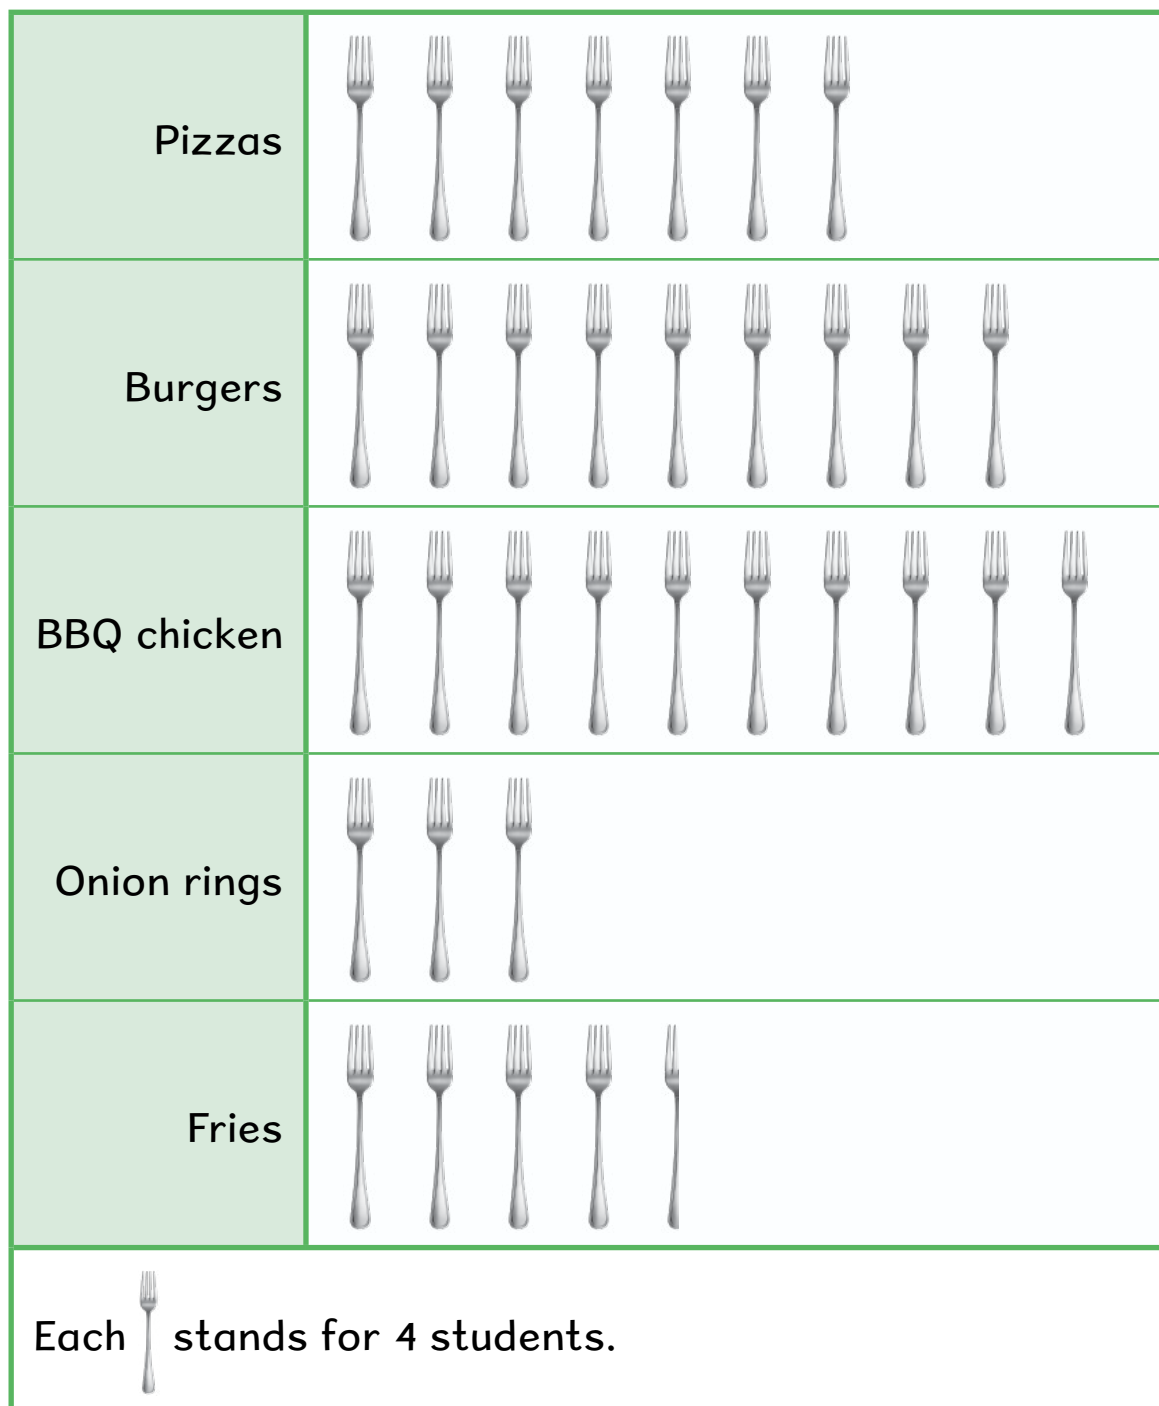 Pizzas
Burgers
BBQ chicken
Onion rings
Fries
Each stands for 4 students.